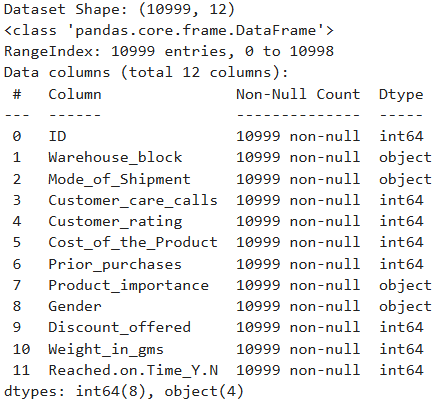 Dataset Shape: (10999, 12)
<class 'pandas.core.frame.DataFrame'>
RangeIndex: 10999 entries, 0 to 10998
Data columns (total 12 columns):
 #   Column               Non-Null Count  Dtype
---  ------               --------------  -----
 0   ID                   10999 non-null  int64
 1   Warehouse_block      10999 non-null  object
 2   Mode_of_Shipment     10999 non-null  object
 3   Customer_care_calls  10999 non-null  int64
 4   Customer_rating      10999 non-null  int64
 5   Cost_of_the_Product  10999 non-null  int64
 6   Prior_purchases      10999 non-null  int64
 7   Product_importance   10999 non-null  object
 8   Gender               10999 non-null  object
 9   Discount_offered     10999 non-null  int64
 10  Weight_in_gms        10999 non-null  int64
 11  Reached.on.Time_Y.N  10999 non-null  int64
dtypes: int64(8), object(4)